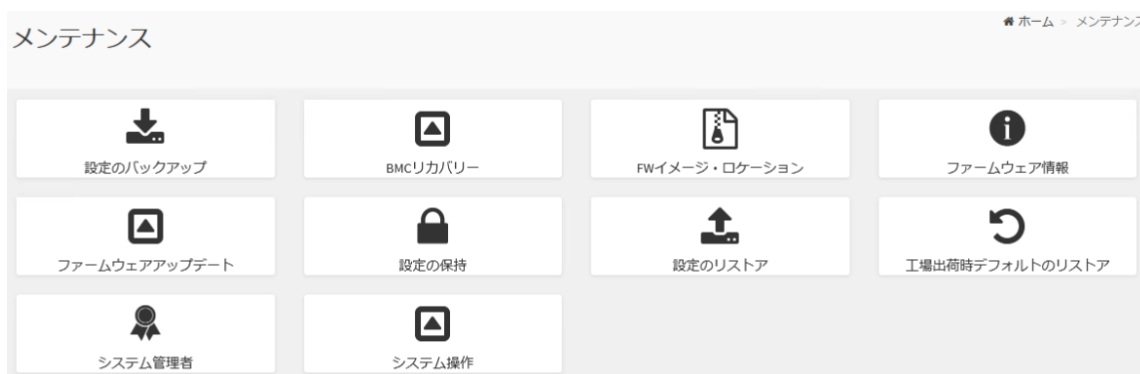 メンテナンス
ホーム > メンテナンス
設定のバックアップ
BMCリカバリー
FWイメージ・ロケーション
ファームウェア情報
ファームウェアアップデート
設定の保持
設定のリストア
工場出荷時デフォルトのリストア
システム管理者
システム操作